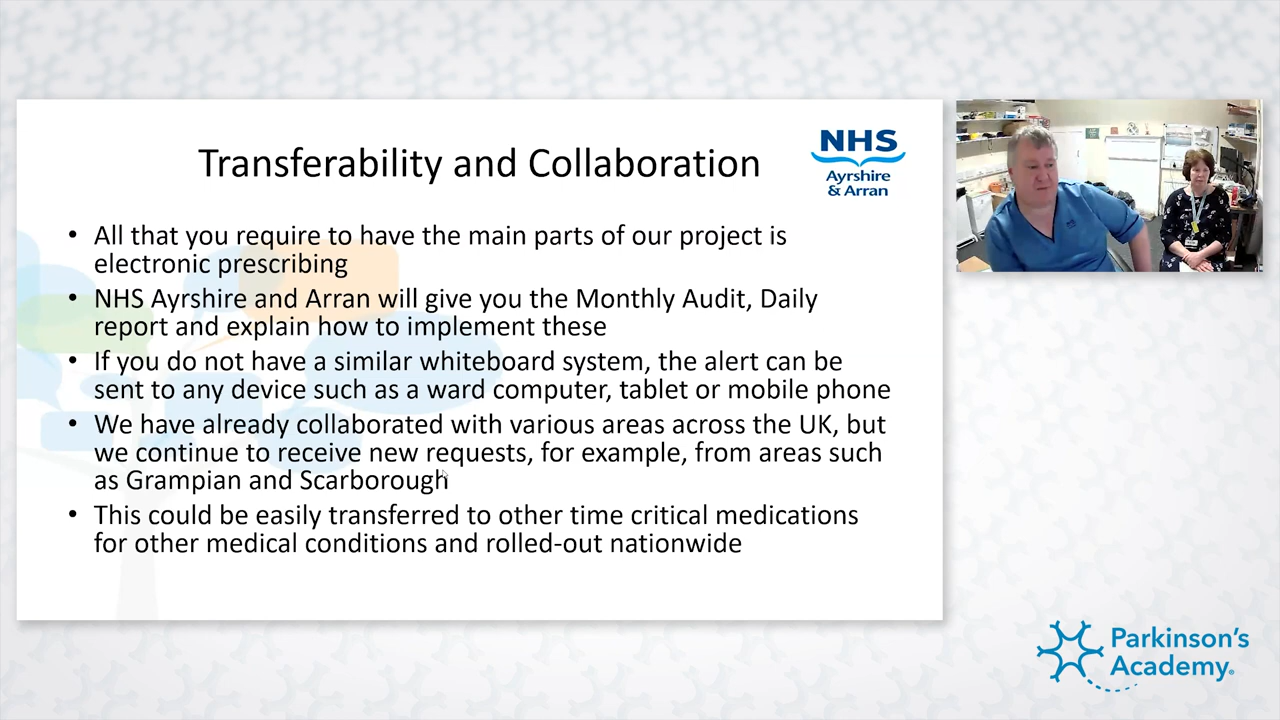 Transferability and Collaboration
NHS
Ayrshire
& Arran
• All that you require to have the main parts of our project is
electronic prescribing
• NHS Ayrshire and Arran will give you the Monthly Audit, Daily
report and explain how to implement these
• If you do not have a similar whiteboard system, the alert can be
sent to any device such as a ward computer, tablet or mobile phone
• We have already collaborated with various areas across the UK, but
we continue to receive new requests, for example, from areas such
as Grampian and Scarborough
• This could be easily transferred to other time critical medications
for other medical conditions and rolled-out nationwide
Parkinson's
Academy®